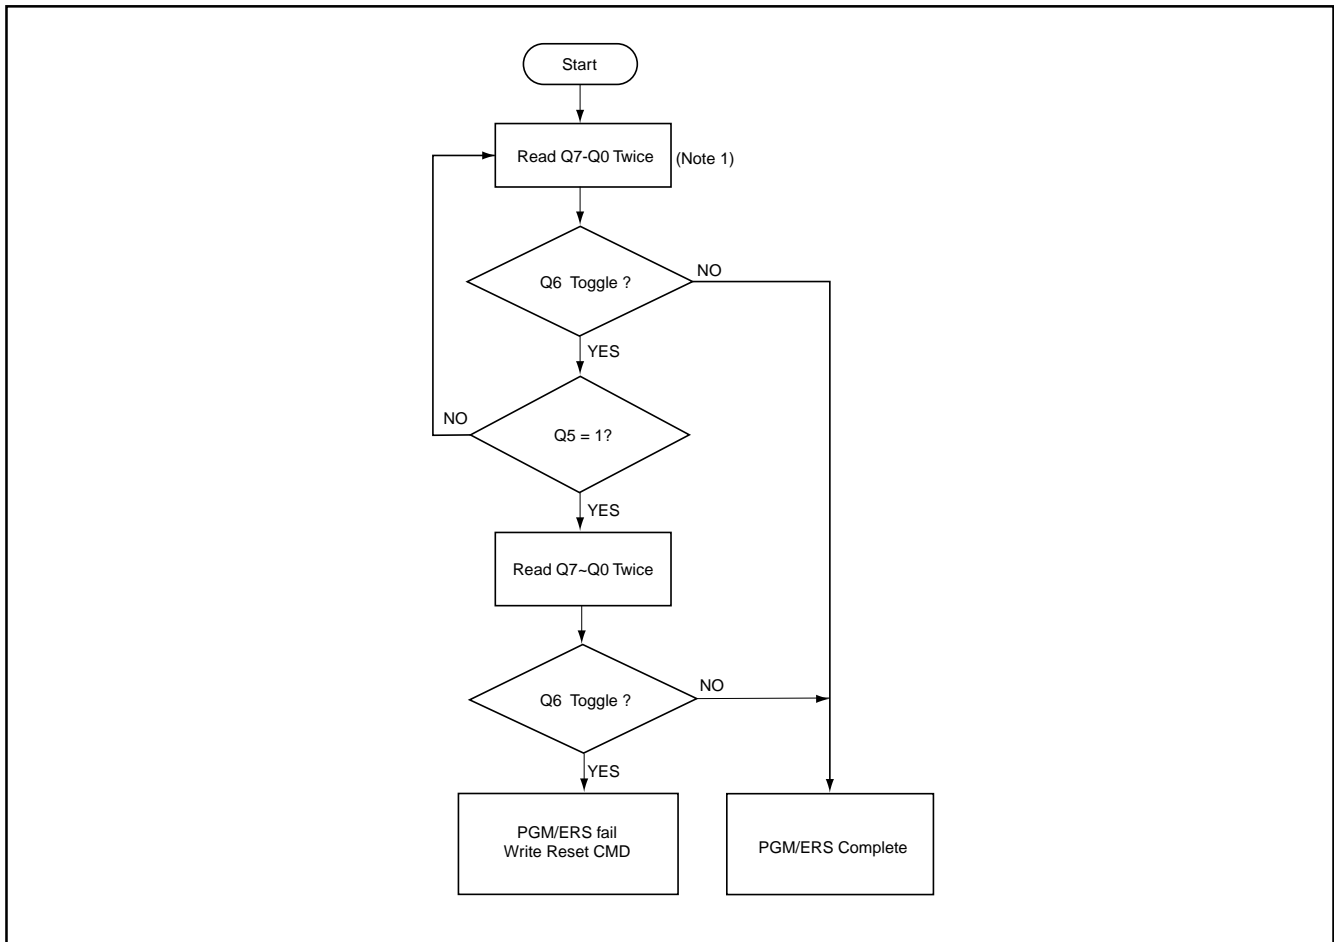 Start
Read Q7-Q0 Twice
(Note 1)
Q6 Toggle ?
NO
YES
NO
Q5 = 1?
YES
Read Q7~Q0 Twice
Q6 Toggle ?
NO
YES
PGM/ERS fail
Write Reset CMD
PGM/ERS Complete